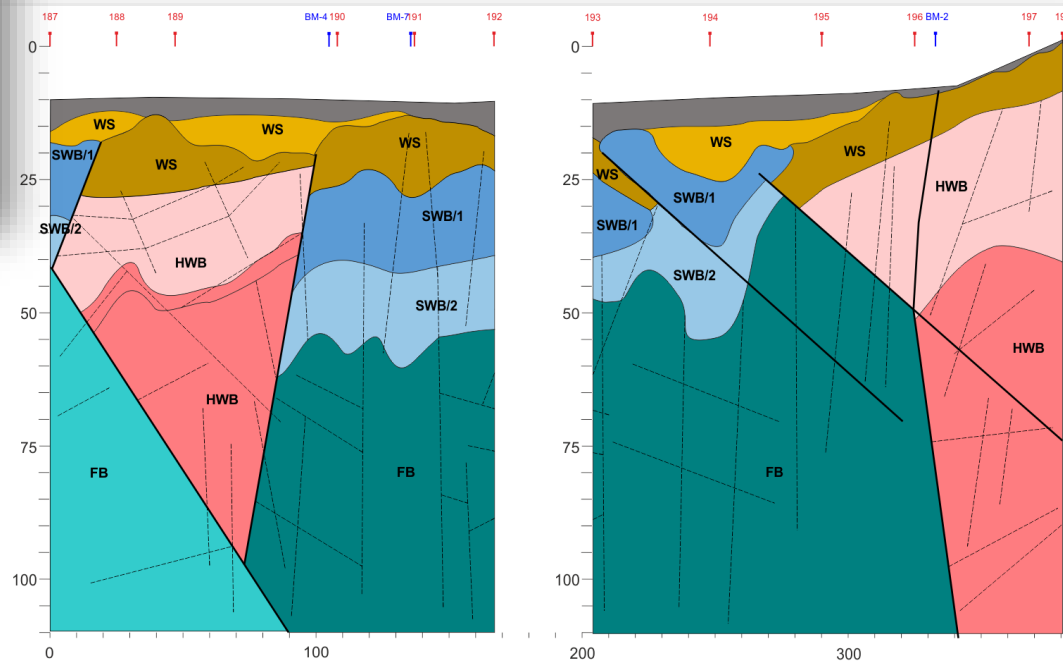 187 188 189 BM-4 190 BM-7 191 192 193 194 195 196 BM-2 197
0 0
WS WS WS WS WS WS
SWB/1 WS
25 25
WS HWB
SWB/1 SWB/1 SWB/1
SWB/2
HWB SWB/2
SWB/2
50 50
HWB
HWB
75 75
FB FB FB
100 100
0 100 200 300